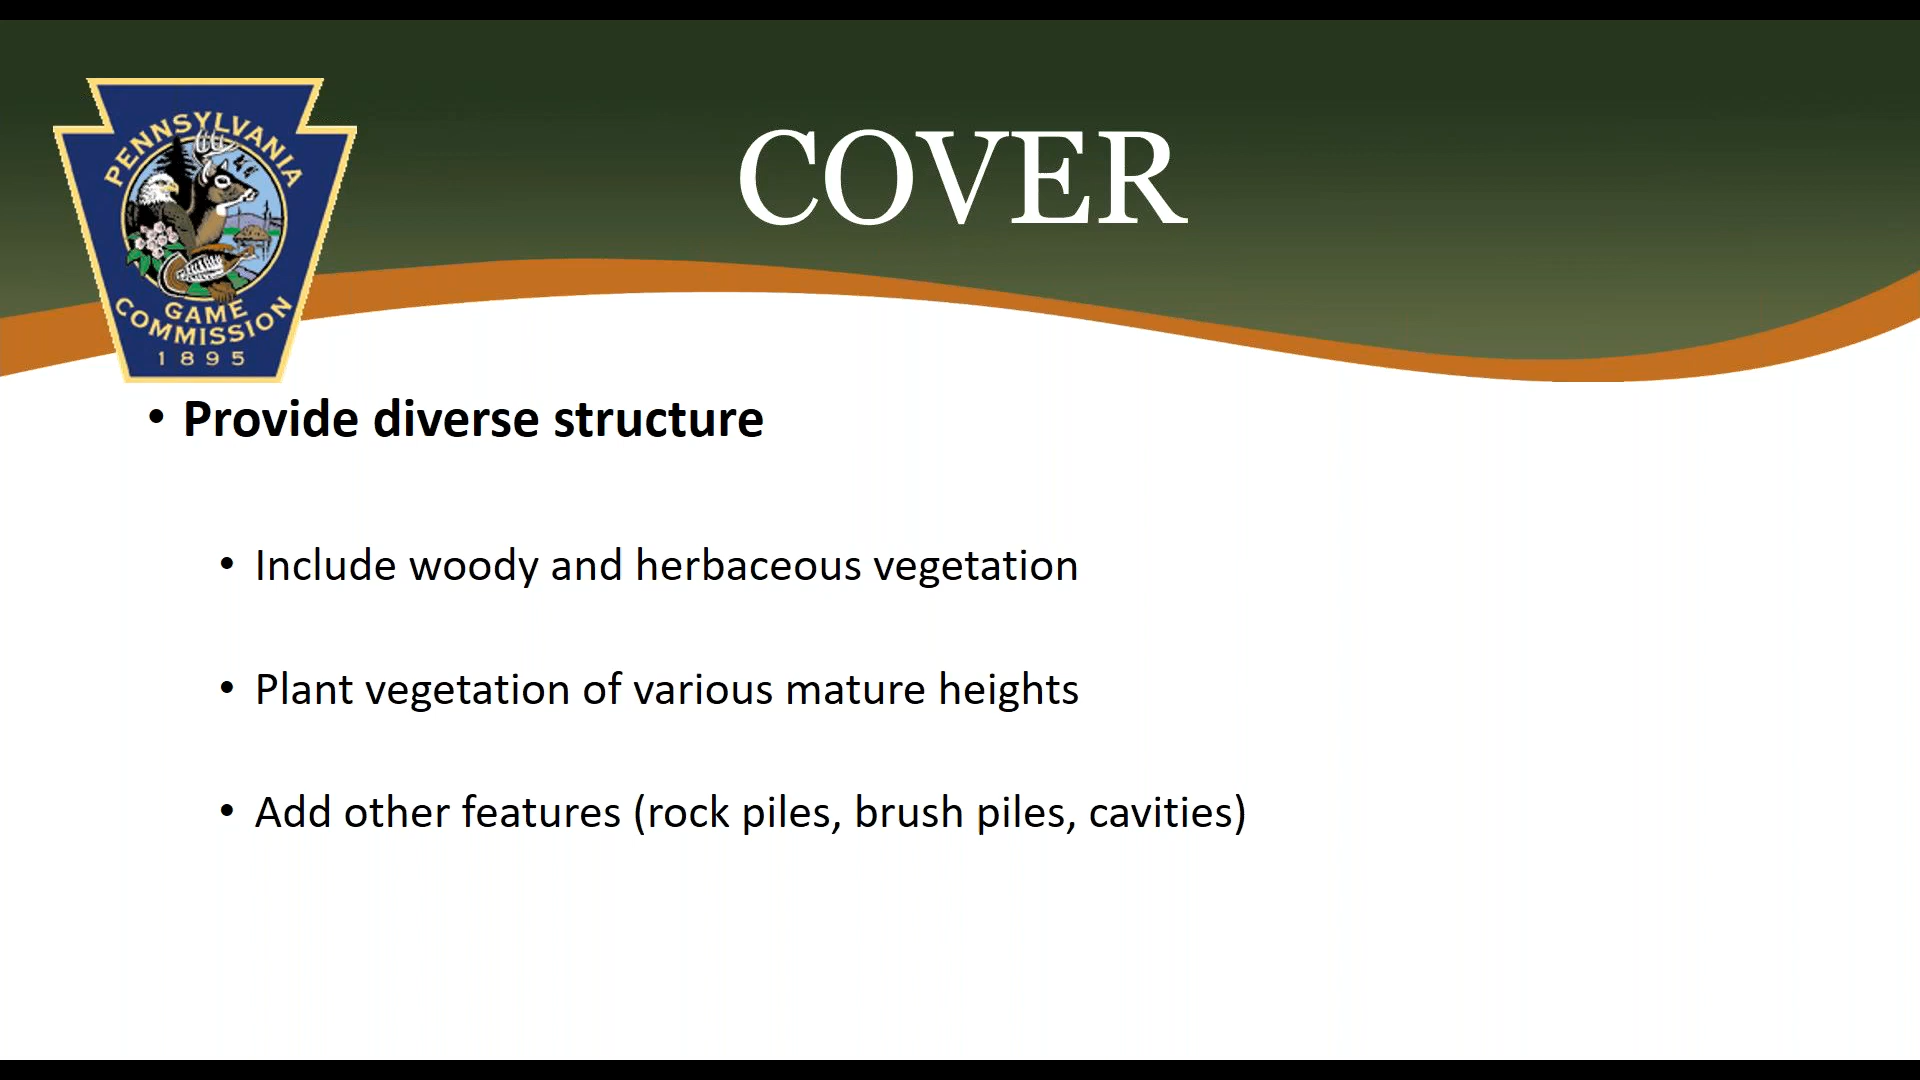 PENNSYLVANIA
GAME
COMMISSION
1895
COVER
• Provide diverse structure
• Include woody and herbaceous vegetation
• Plant vegetation of various mature heights
• Add other features (rock piles, brush piles, cavities)